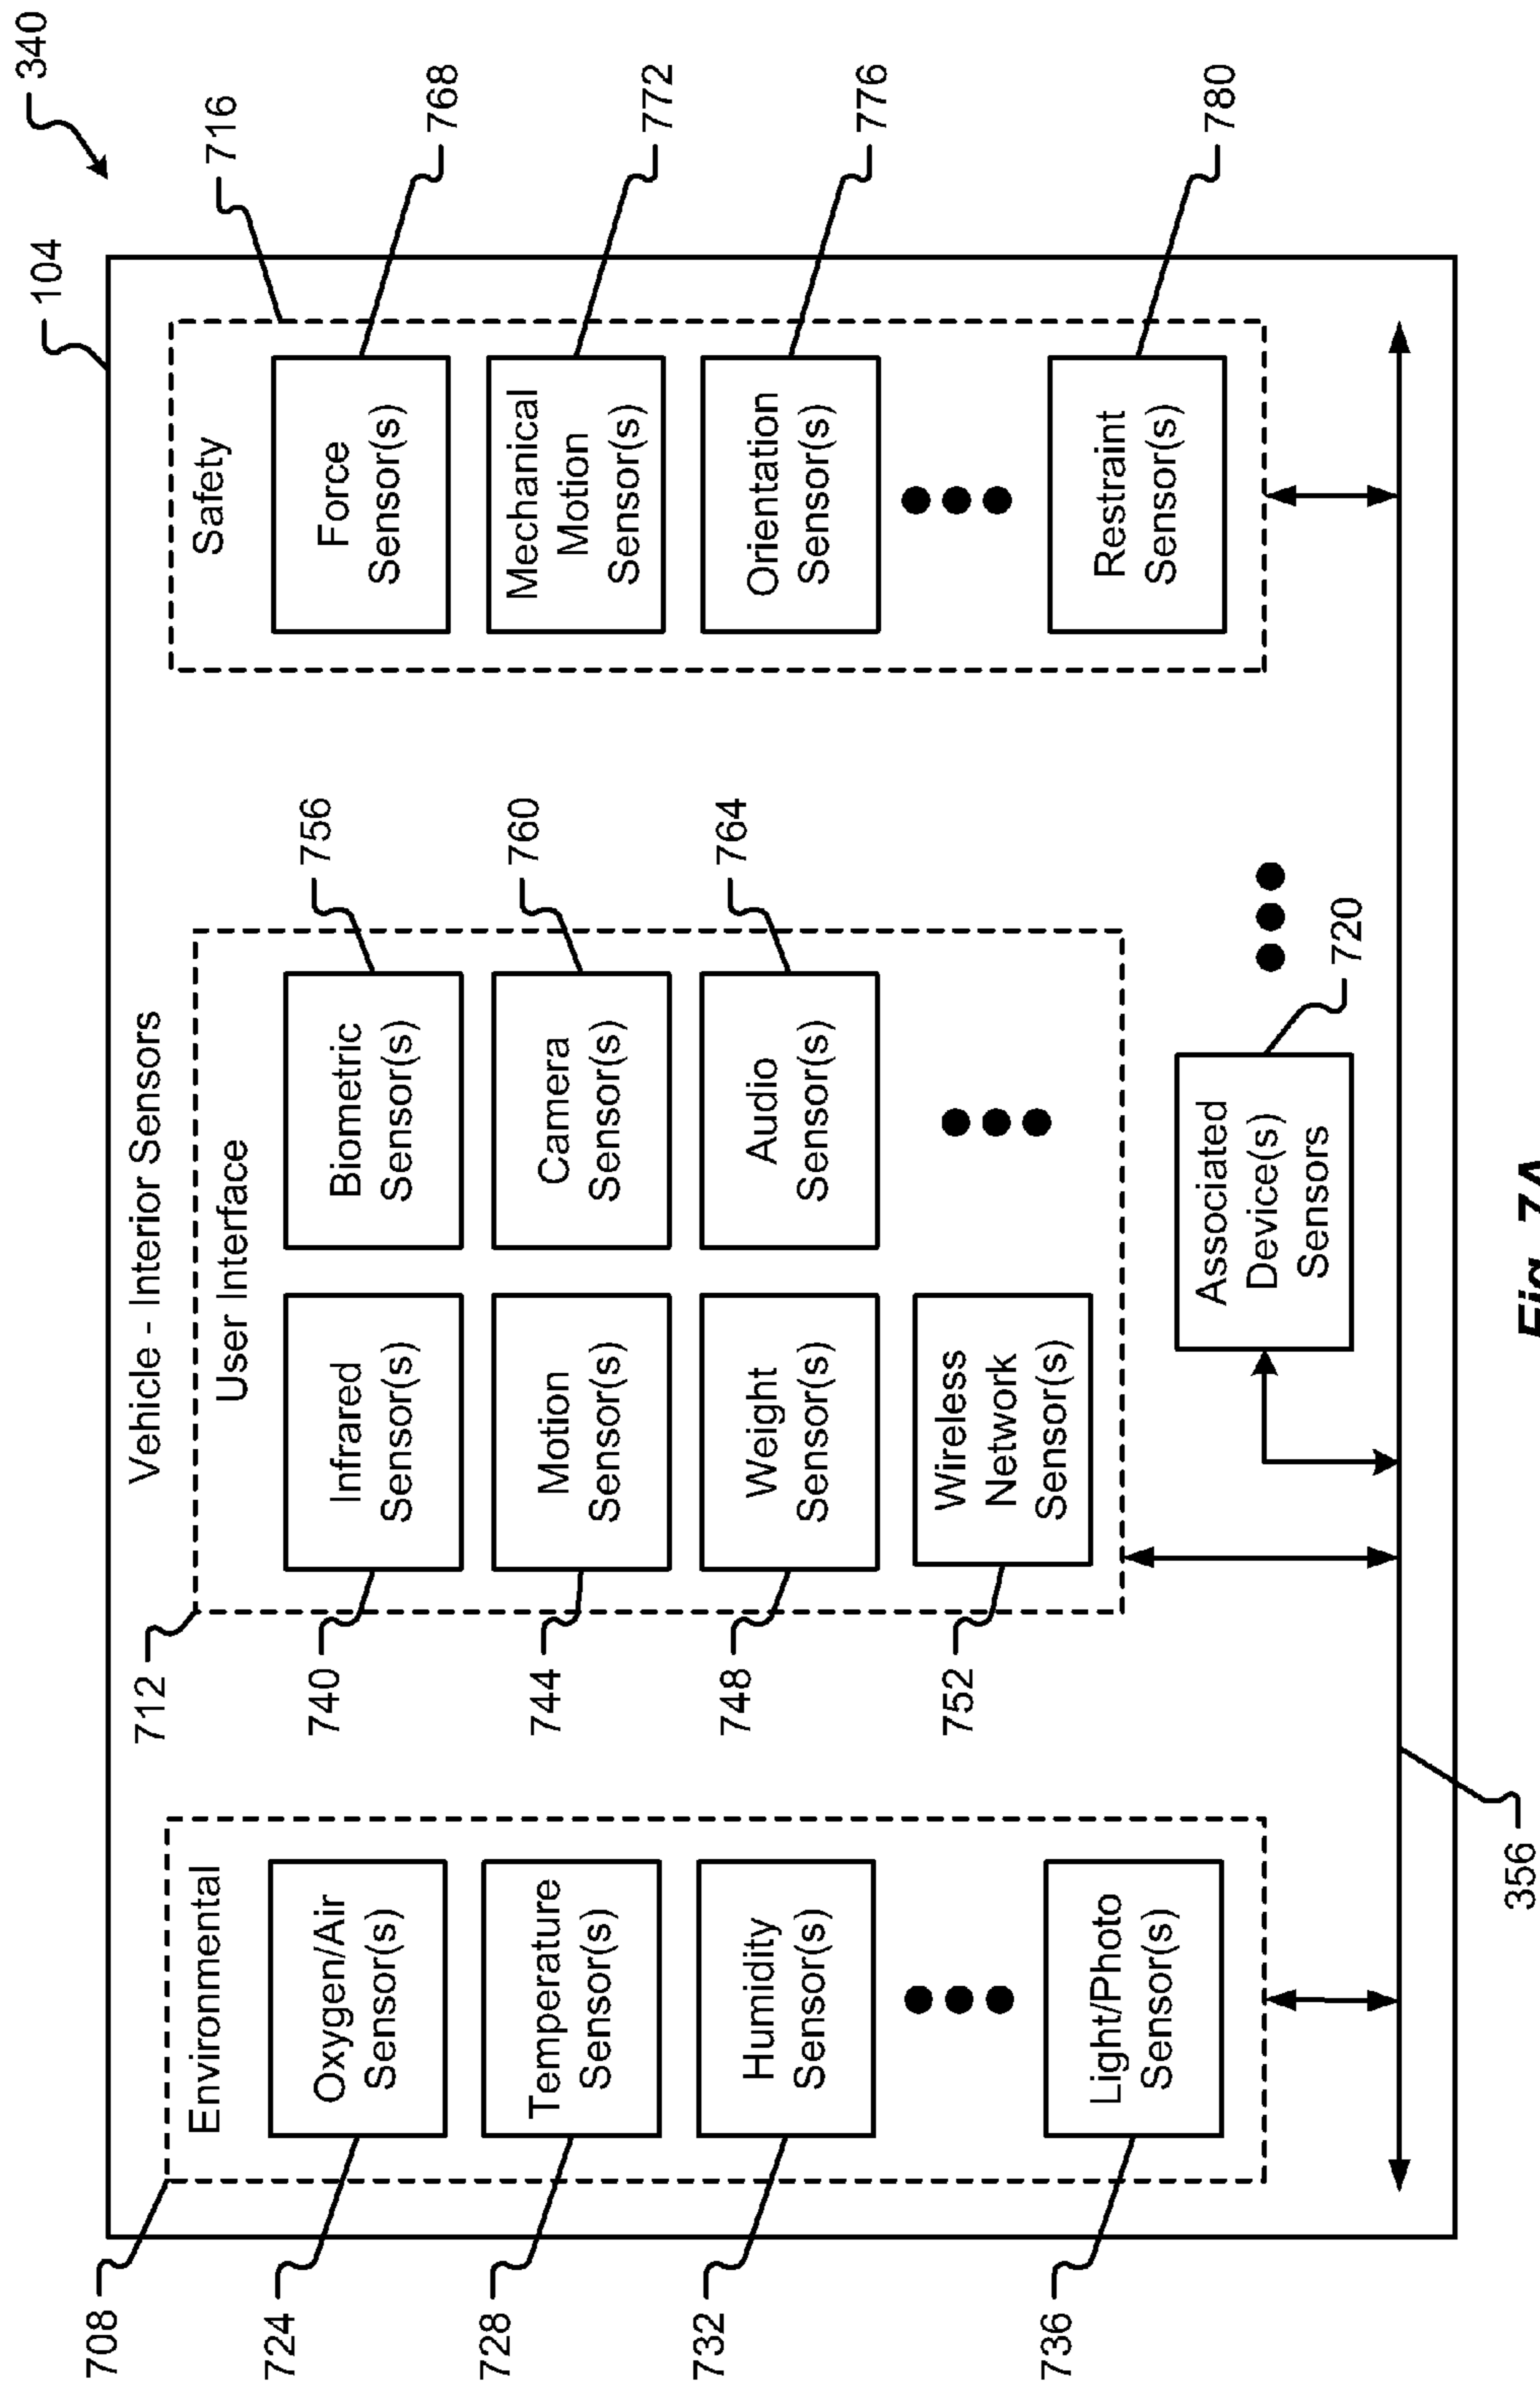 340
104
716
Vehicle - Interior Sensors
708
Environmental
724
Oxygen/Air
Sensor(s)
728
Temperature
Sensor(s)
732
Humidity
Sensor(s)
736
Light/Photo
Sensor(s)
712
User Interface
740
Infrared
Sensor(s)
756
Biometric
Sensor(s)
744
Motion
Sensor(s)
760
Camera
Sensor(s)
748
Weight
Sensor(s)
764
Audio
Sensor(s)
752
Wireless
Network
Sensor(s)
Safety
Force
Sensor(s)
768
Mechanical
Motion
Sensor(s)
772
Orientation
Sensor(s)
776
Restraint
Sensor(s)
780
Associated
Device(s)
Sensors
720
356
Fig. 7A